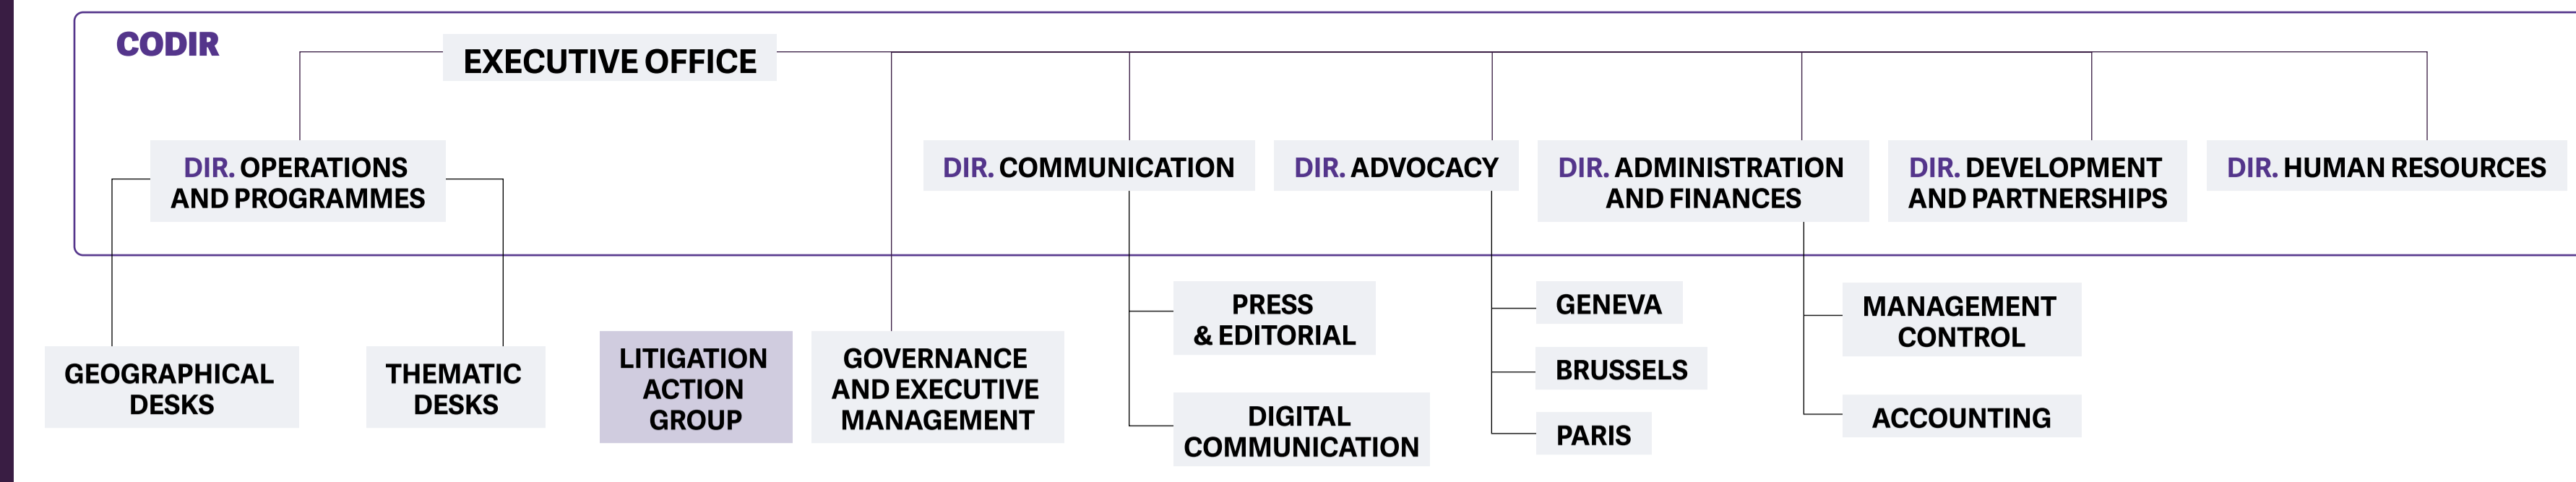 CODIR
EXECUTIVE OFFICE
DIR. OPERATIONS
AND PROGRAMMES
DIR. COMMUNICATION
DIR. ADVOCACY
DIR. ADMINISTRATION
AND FINANCES
DIR. DEVELOPMENT
AND PARTNERSHIPS
DIR. HUMAN RESOURCES
GEOGRAPHICAL
DESKS
THEMATIC
DESKS
LITIGATION
ACTION
GROUP
GOVERNANCE
AND EXECUTIVE
MANAGEMENT
PRESS
& EDITORIAL
DIGITAL
COMMUNICATION
GENEVA
BRUSSELS
PARIS
MANAGEMENT
CONTROL
ACCOUNTING